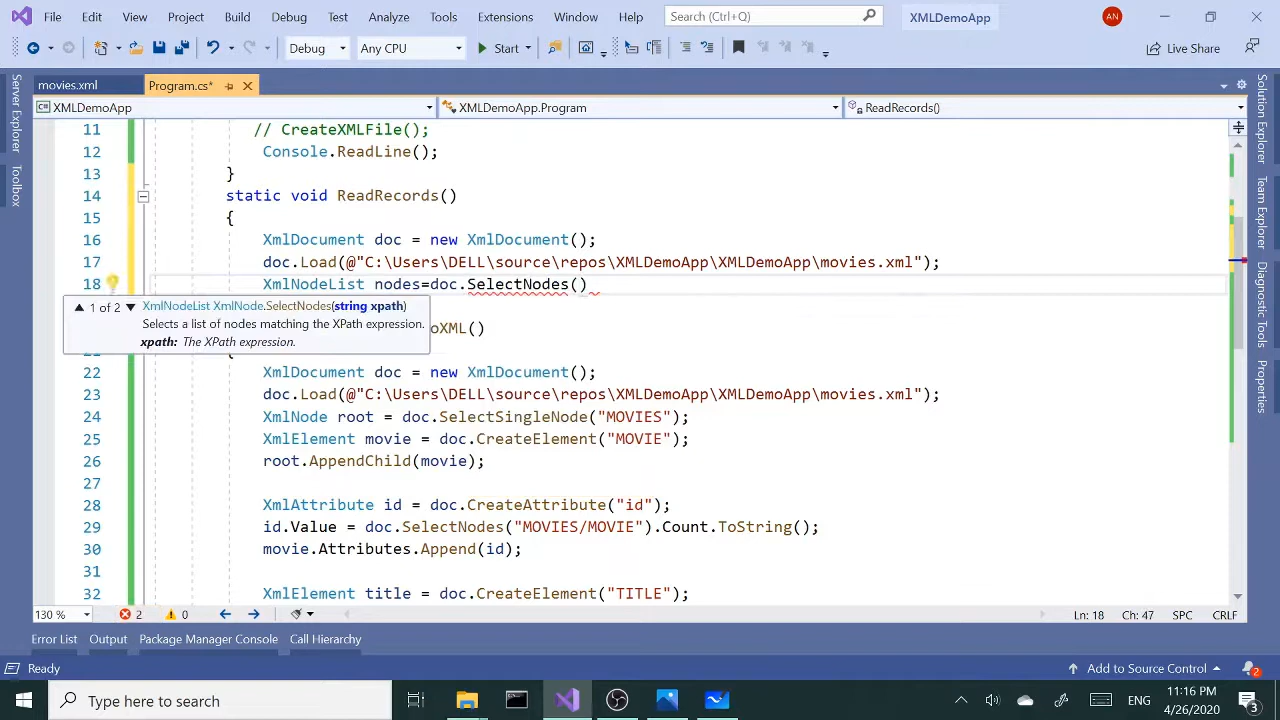 File Edit View Project Build Debug Test Analyze Tools Extensions Window Help Search (Ctrl+Q) XMLDemoApp AN
Debug Any CPU Start Live Share
movies.xml Program.cs*
XMLDemoApp XMLDemoApp.Program ReadRecords()
Server Explorer
Toolbox
11 // CreateXMLFile();
12 Console.ReadLine();
13 }
14 static void ReadRecords()
15 {
16 XmlDocument doc = new XmlDocument();
17 doc.Load(@"C:\Users\DELL\source\repos\XMLDemoApp\XMLDemoApp\movies.xml");
18 XmlNodeList nodes=doc.SelectNodes()
▲ 1 of 2 ▼ XmlNodeList XmlNode.SelectNodes(string xpath)
Selects a list of nodes matching the XPath expression.
xpath: The XPath expression.
oXML()
22 XmlDocument doc = new XmlDocument();
23 doc.Load(@"C:\Users\DELL\source\repos\XMLDemoApp\XMLDemoApp\movies.xml");
24 XmlNode root = doc.SelectSingleNode("MOVIES");
25 XmlElement movie = doc.CreateElement("MOVIE");
26 root.AppendChild(movie);
27
28 XmlAttribute id = doc.CreateAttribute("id");
29 id.Value = doc.SelectNodes("MOVIES/MOVIE").Count.ToString();
30 movie.Attributes.Append(id);
31
32 XmlElement title = doc.CreateElement("TITLE");
Solution Explorer
Team Explorer
Diagnostic Tools
Properties
130 % 2 0 Ln: 18 Ch: 47 SPC CRLF
Error List Output Package Manager Console Call Hierarchy
Ready Add to Source Control 2
Type here to search ENG 11:16 PM
4/26/2020 3